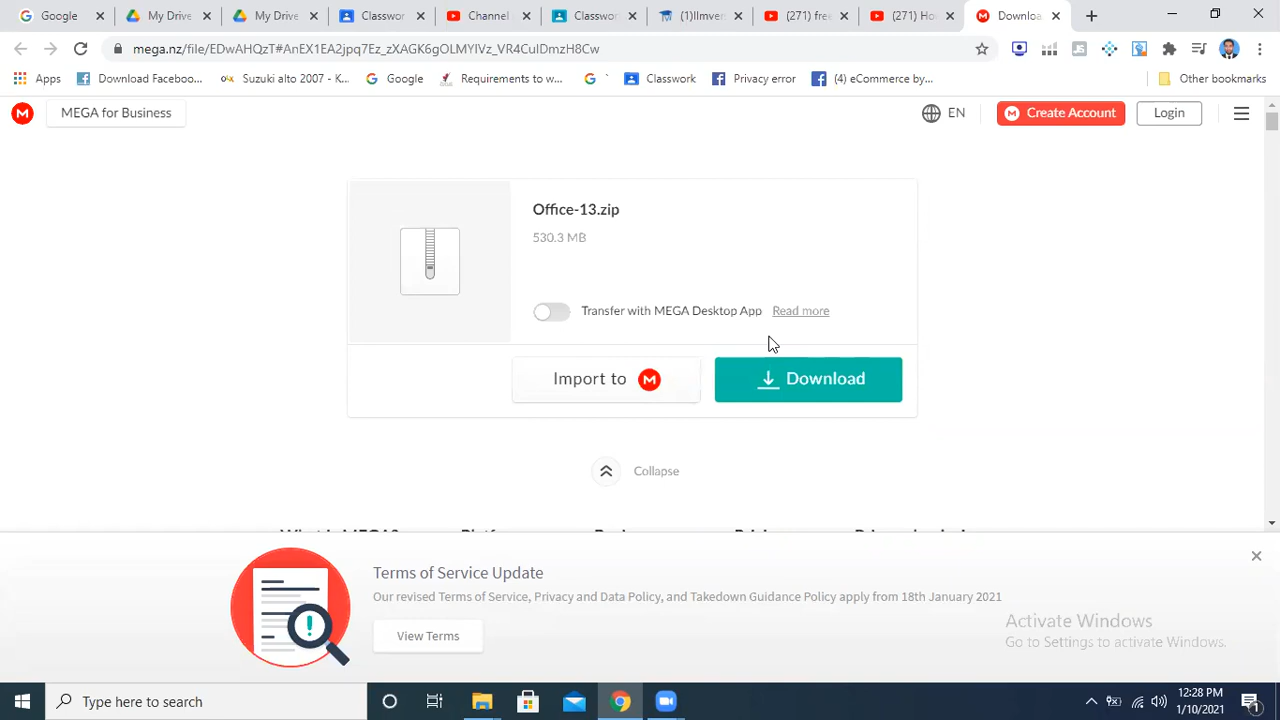 Google
My Drive
My Drive
Classwor
Channel
Classwor
(1)Ilmver
(271) free
(271) Ho
Downloa
mega.nz/file/EDwAHQzT#AnEX1EA2jpq7Ez_zXAGK6gOLMYIVz_VR4CuIDmzH8Cw
Apps
Download Facebook...
Suzuki alto 2007 - K...
Google
Requirements to w...
Classwork
Privacy error
(4) eCommerce by...
Other bookmarks
MEGA for Business
EN
Create Account
Login
Office-13.zip
530.3 MB
Transfer with MEGA Desktop App Read more
Import to
Download
Collapse
Terms of Service Update
Our revised Terms of Service, Privacy and Data Policy, and Takedown Guidance Policy apply from 18th January 2021
View Terms
Activate Windows
Go to Settings to activate Windows.
Type here to search
12:28 PM
1/10/2021